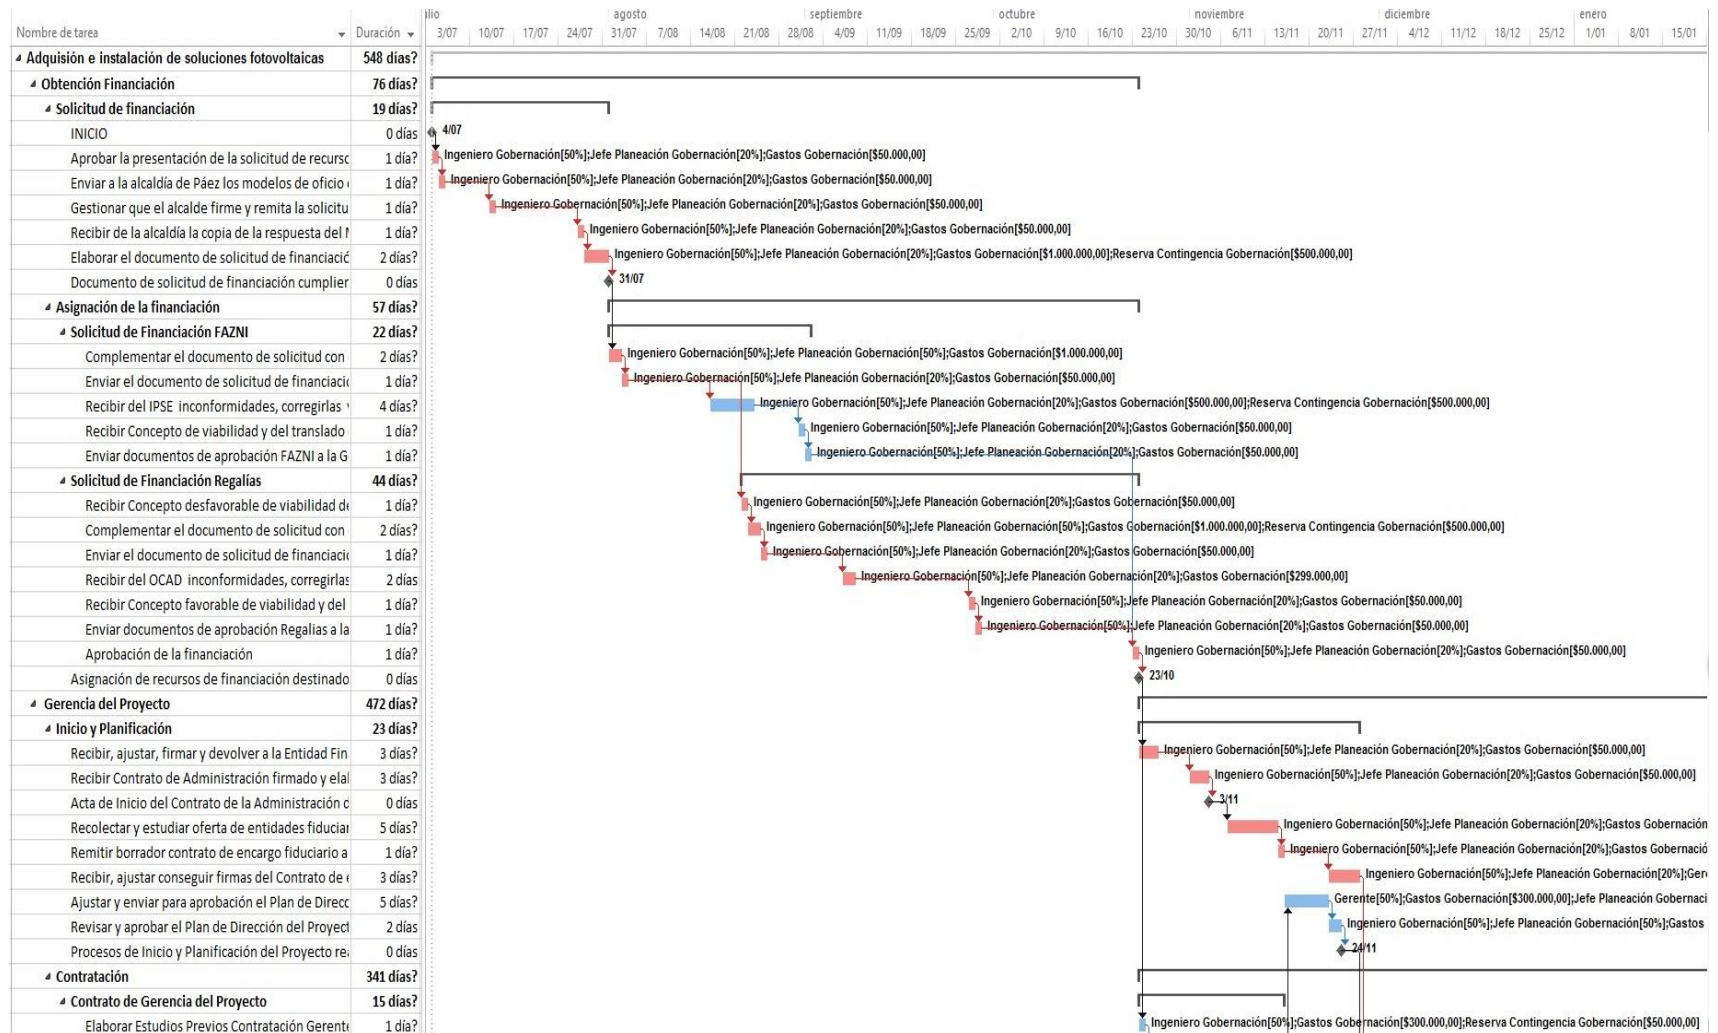 lio agosto septiembre octubre noviembre diciembre enero
Nombre de tarea Duración 3/07 10/07 17/07 24/07 31/07 7/08 14/08 21/08 28/08 4/09 11/09 18/09 25/09 2/10 9/10 16/10 23/10 30/10 6/11 13/11 20/11 27/11 4/12 11/12 18/12 25/12 1/01 8/01 15/01
Adquisión e instalación de soluciones fotovoltaicas 548 días?
Obtención Financiación 76 días?
Solicitud de financiación 19 días?
INICIO 0 días 4/07
Aprobar la presentación de la solicitud de recurso 1 día? Ingeniero Gobernación[50%];Jefe Planeación Gobernación[20%];Gastos Gobernación[$50.000,00]
Enviar a la alcaldía de Páez los modelos de oficio 1 día? Ingeniero Gobernación[50%];Jefe Planeación Gobernación[20%];Gastos Gobernación[$50.000,00]
Gestionar que el alcalde firme y remita la solicitu 1 día? Ingeniero Gobernación[50%];Jefe Planeación Gobernación[20%];Gastos Gobernación[$50.000,00]
Recibir de la alcaldía la copia de la respuesta del 1 día? Ingeniero Gobernación[50%];Jefe Planeación Gobernación[20%];Gastos Gobernación[$50.000,00]
Elaborar el documento de solicitud de financiació 2 días? Ingeniero Gobernación[50%];Jefe Planeación Gobernación[20%];Gastos Gobernación[$1.000.000,00];Reserva Contingencia Gobernación[$500.000,00]
Documento de solicitud de financiación cumplier 0 días 31/07
Asignación de la financiación 57 días?
Solicitud de Financiación FAZNI 22 días?
Complementar el documento de solicitud con 2 días? Ingeniero Gobernación[50%];Jefe Planeación Gobernación[50%];Gastos Gobernación[$1.000.000,00]
Enviar el documento de solicitud de financiació 1 día? Ingeniero Gobernación[50%];Jefe Planeación Gobernación[20%];Gastos Gobernación[$50.000,00]
Recibir del IPSE inconformidades, corregirlas 4 días? Ingeniero Gobernación[50%];Jefe Planeación Gobernación[20%];Gastos Gobernación[$500.000,00];Reserva Contingencia Gobernación[$500.000,00]
Recibir Concepto de viabilidad y del translado 1 día? Ingeniero Gobernación[50%];Jefe Planeación Gobernación[20%];Gastos Gobernación[$50.000,00]
Enviar documentos de aprobación FAZNI a la G 1 día? Ingeniero Gobernación[50%];Jefe Planeación Gobernación[20%];Gastos Gobernación[$50.000,00]
Solicitud de Financiación Regalías 44 días?
Recibir Concepto desfavorable de viabilidad de 1 día? Ingeniero Gobernación[50%];Jefe Planeación Gobernación[20%];Gastos Gobernación[$50.000,00]
Complementar el documento de solicitud con 2 días? Ingeniero Gobernación[50%];Jefe Planeación Gobernación[50%];Gastos Gobernación[$1.000.000,00];Reserva Contingencia Gobernación[$500.000,00]
Enviar el documento de solicitud de financiació 1 día? Ingeniero Gobernación[50%];Jefe Planeación Gobernación[20%];Gastos Gobernación[$50.000,00]
Recibir del OCAD inconformidades, corregirlas 2 días Ingeniero Gobernación[50%];Jefe Planeación Gobernación[20%];Gastos Gobernación[$299.000,00]
Recibir Concepto favorable de viabilidad y del 1 día? Ingeniero Gobernación[50%];Jefe Planeación Gobernación[20%];Gastos Gobernación[$50.000,00]
Enviar documentos de aprobación Regalias a la 1 día? Ingeniero Gobernación[50%];Jefe Planeación Gobernación[20%];Gastos Gobernación[$50.000,00]
Aprobación de la financiación 1 día? Ingeniero Gobernación[50%];Jefe Planeación Gobernación[20%];Gastos Gobernación[$50.000,00]
Asignación de recursos de financiación destinado 0 días 23/10
Gerencia del Proyecto 472 días?
Inicio y Planificación 23 días?
Recibir, ajustar, firmar y devolver a la Entidad Fin 3 días? Ingeniero Gobernación[50%];Jefe Planeación Gobernación[20%];Gastos Gobernación[$50.000,00]
Recibir Contrato de Administración firmado y ela 3 días? Ingeniero Gobernación[50%];Jefe Planeación Gobernación[20%];Gastos Gobernación[$50.000,00]
Acta de Inicio del Contrato de la Administración d 0 días 3/11
Recolectar y estudiar oferta de entidades fiduciar 5 días? Ingeniero Gobernación[50%];Jefe Planeación Gobernación[20%];Gastos Gobernación
Remitir borrador contrato de encargo fiduciario a 1 día? Ingeniero Gobernación[50%];Jefe Planeación Gobernación[20%];Gastos Gobernació
Recibir, ajustar conseguir firmas del Contrato de 3 días? Ingeniero Gobernación[50%];Jefe Planeación Gobernación[20%];Ger
Ajustar y enviar para aprobación el Plan de Direcc 5 días? Gerente[50%];Gastos Gobernación[$300.000,00];Jefe Planeación Gobernaci
Revisar y aprobar el Plan de Dirección del Proyect 2 días Ingeniero Gobernación[50%];Jefe Planeación Gobernación[20%];Gastos
Procesos de Inicio y Planificación del Proyecto rea 0 días 24/11
Contratación 341 días?
Contrato de Gerencia del Proyecto 15 días?
Elaborar Estudios Previos Contratación Gerente 1 día? Ingeniero Gobernación[50%];Gastos Gobernación[$300.000,00];Reserva Contingencia Gobernación[$50.000,00]